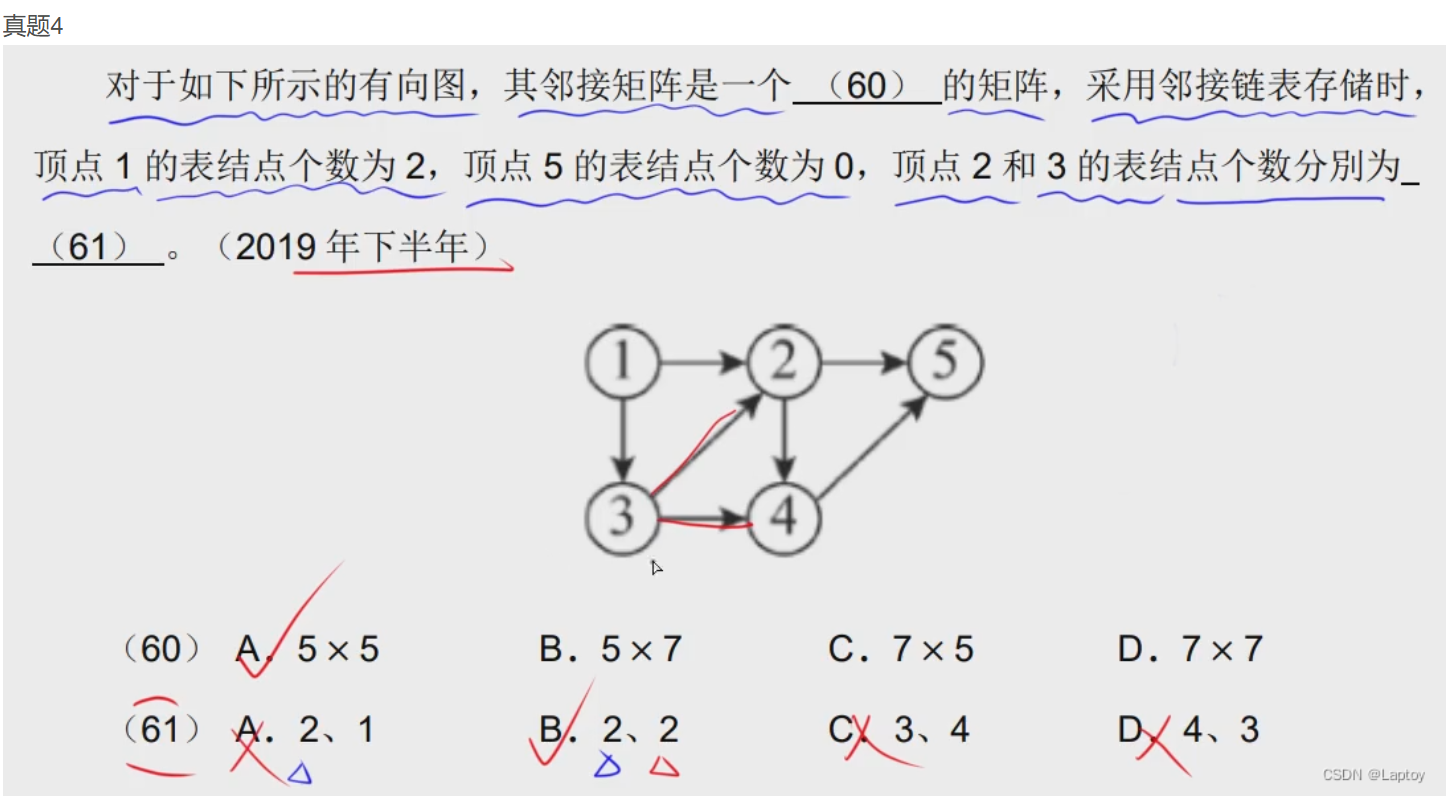 真题4
对于如下所示的有向图，其邻接矩阵是一个 （60） 的矩阵，采用邻接链表存储时，
顶点 1 的表结点个数为 2，顶点 5 的表结点个数为 0，顶点 2 和 3 的表结点个数分别为_
（61） 。（2019 年下半年）
1 2 5
3 4
（60） A. 5×5 B. 5×7 C. 7×5 D. 7×7
（61） A. 2、1 B. 2、2 C. 3、4 D. 4、3
CSDN @Laptoy